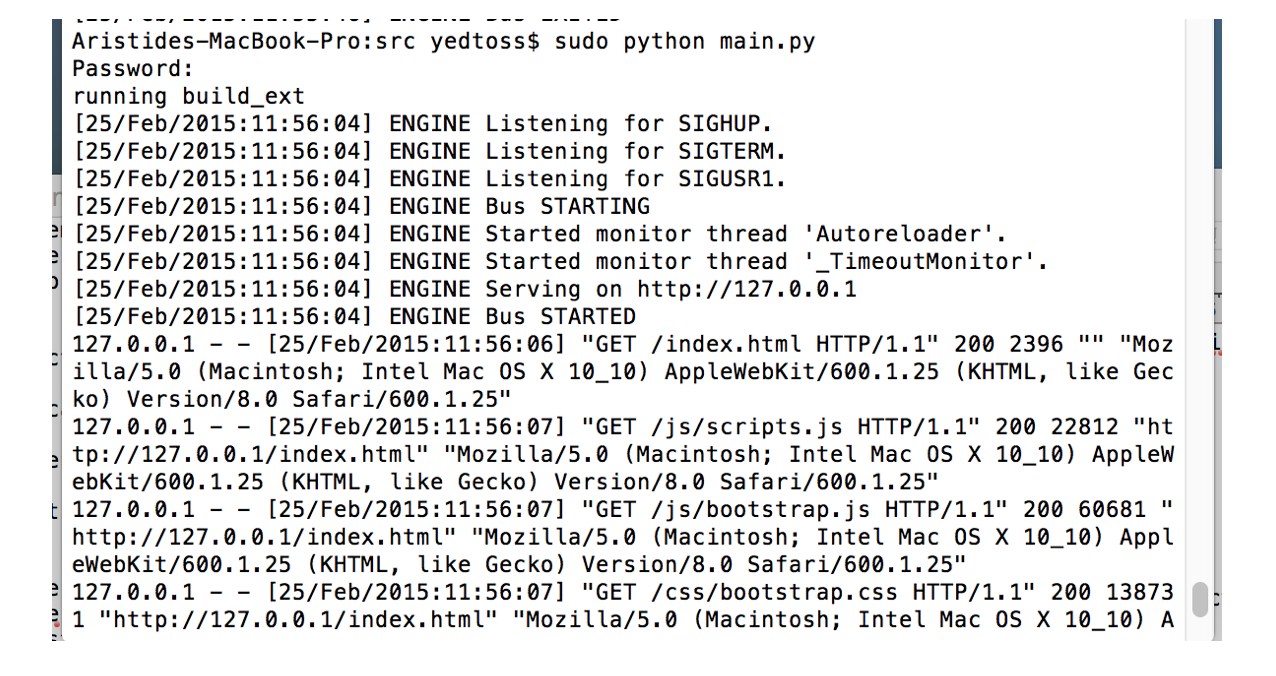 Aristides-MacBook-Pro:src yedtoss$ sudo python main.py
Password:
running build_ext
[25/Feb/2015:11:56:04] ENGINE Listening for SIGHUP.
[25/Feb/2015:11:56:04] ENGINE Listening for SIGTERM.
[25/Feb/2015:11:56:04] ENGINE Listening for SIGUSR1.
[25/Feb/2015:11:56:04] ENGINE Bus STARTING
[25/Feb/2015:11:56:04] ENGINE Started monitor thread 'Autoreloader'.
[25/Feb/2015:11:56:04] ENGINE Started monitor thread '_TimeoutMonitor'.
[25/Feb/2015:11:56:04] ENGINE Serving on http://127.0.0.1
[25/Feb/2015:11:56:04] ENGINE Bus STARTED
127.0.0.1 - - [25/Feb/2015:11:56:06] "GET /index.html HTTP/1.1" 200 2396 "" "Moz
illa/5.0 (Macintosh; Intel Mac OS X 10_10) AppleWebKit/600.1.25 (KHTML, like Gec
ko) Version/8.0 Safari/600.1.25"
127.0.0.1 - - [25/Feb/2015:11:56:07] "GET /js/scripts.js HTTP/1.1" 200 22812 "ht
tp://127.0.0.1/index.html" "Mozilla/5.0 (Macintosh; Intel Mac OS X 10_10) AppleW
ebKit/600.1.25 (KHTML, like Gecko) Version/8.0 Safari/600.1.25"
127.0.0.1 - - [25/Feb/2015:11:56:07] "GET /js/bootstrap.js HTTP/1.1" 200 60681 "
http://127.0.0.1/index.html" "Mozilla/5.0 (Macintosh; Intel Mac OS X 10_10) Appl
eWebKit/600.1.25 (KHTML, like Gecko) Version/8.0 Safari/600.1.25"
127.0.0.1 - - [25/Feb/2015:11:56:07] "GET /css/bootstrap.css HTTP/1.1" 200 13873
1 "http://127.0.0.1/index.html" "Mozilla/5.0 (Macintosh; Intel Mac OS X 10_10) A